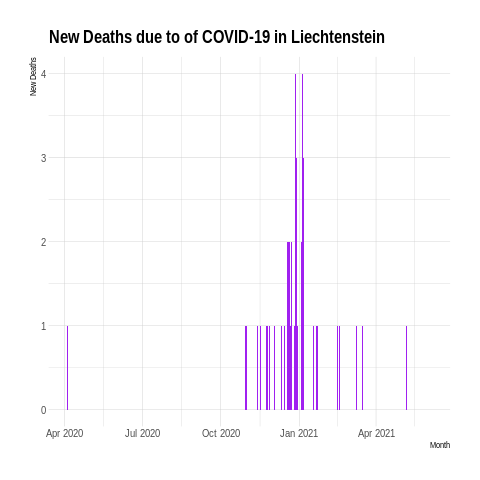 New Deaths due to of COVID-19 in Liechtenstein
New Deaths
4
3
2
1
0
Apr 2020 Jul 2020 Oct 2020 Jan 2021 Apr 2021
Month